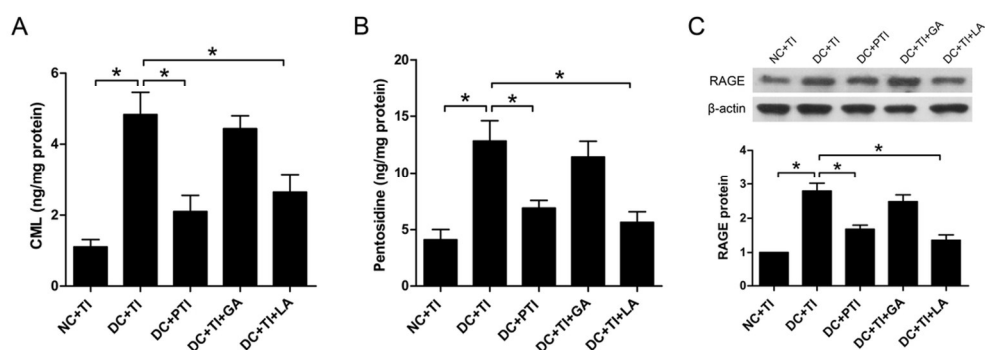 A
CML (ng/mg protein)
6
4
2
0
*
*
*
NC+TI
DC+TI
DC+PTI
DC+TI+GA
DC+TI+LA
B
Pentosidine (ng/mg protein)
20
15
10
5
0
*
*
*
NC+TI
DC+TI
DC+PTI
DC+TI+GA
DC+TI+LA
C
NC+TI
DC+TI
DC+PTI
DC+TI+GA
DC+TI+LA
RAGE
β-actin
RAGE protein
4
3
2
1
0
*
*
*
NC+TI
DC+TI
DC+PTI
DC+TI+GA
DC+TI+LA